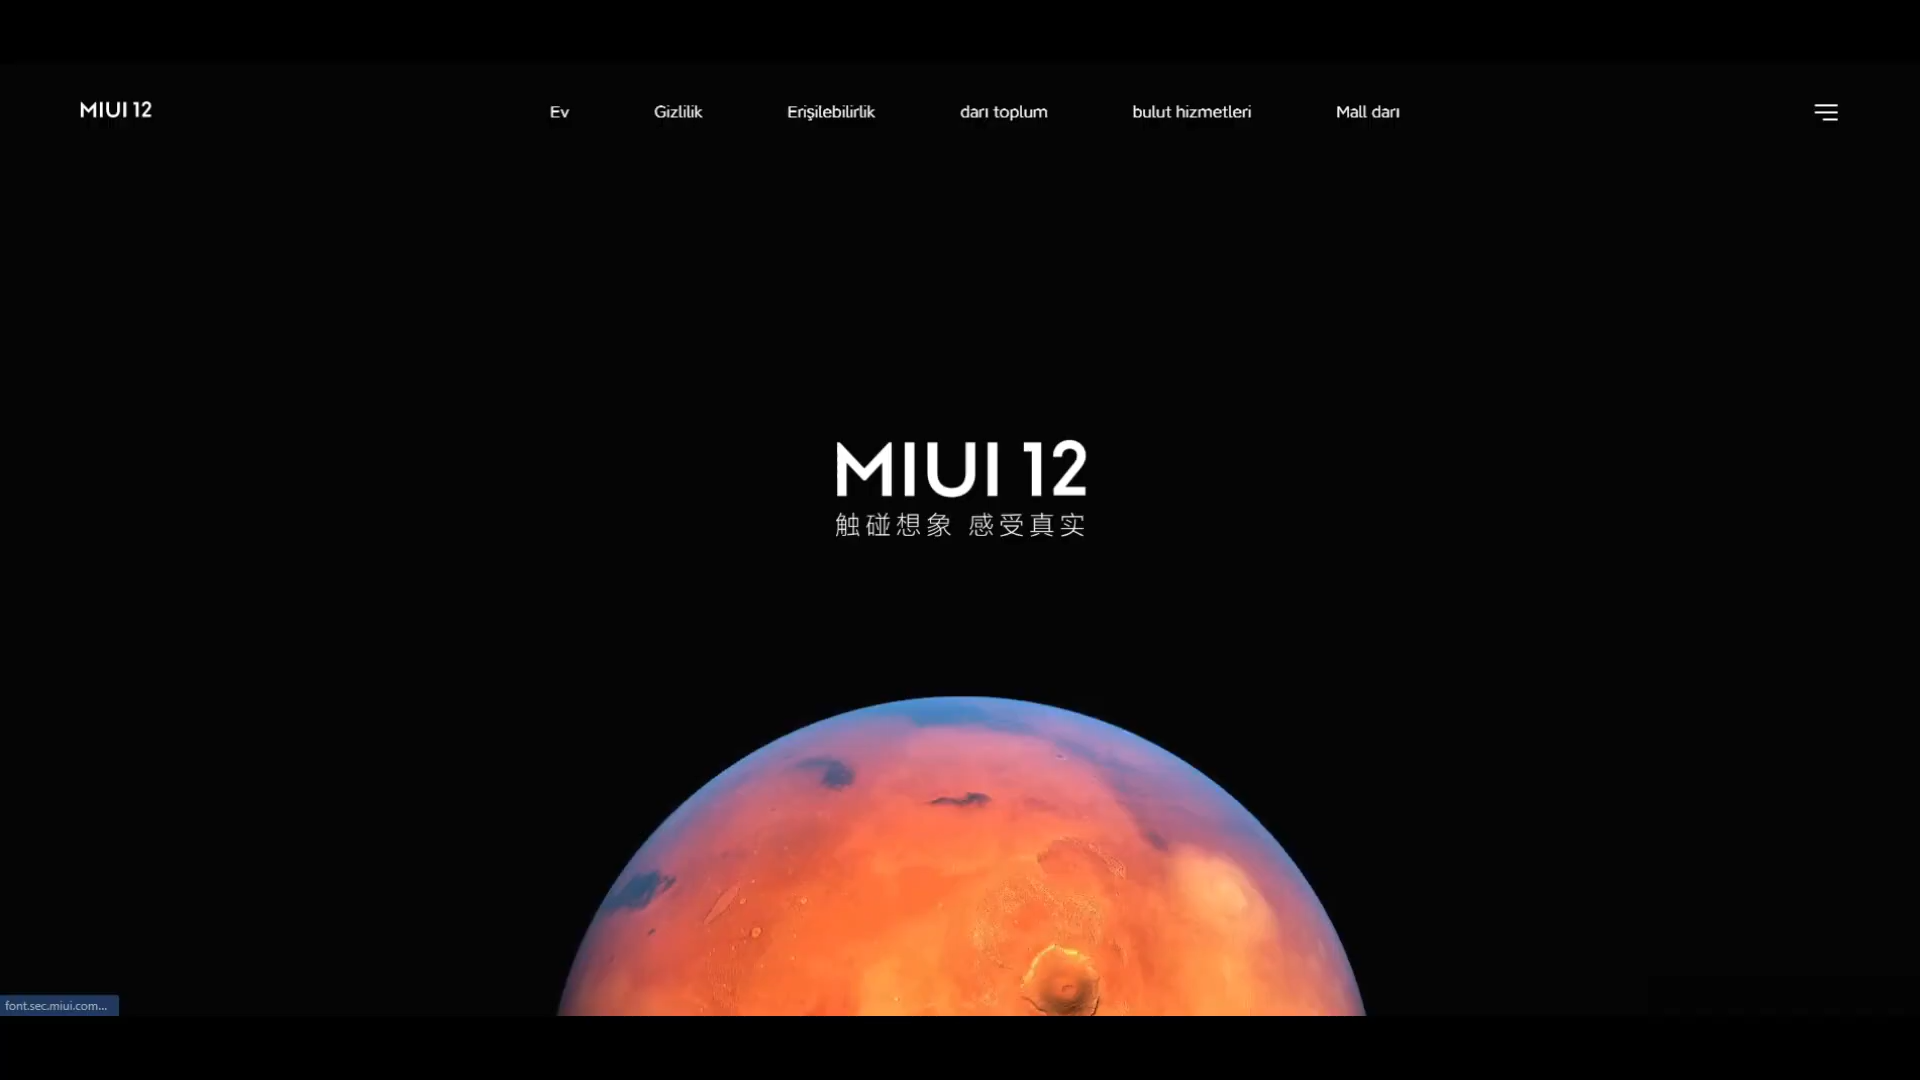 MIUI 12
Ev Gizlilik Erişilebilirlik darı toplum bulut hizmetleri Mall darı
MIUI 12
触碰想象 感受真实
font.sec.miui.com...